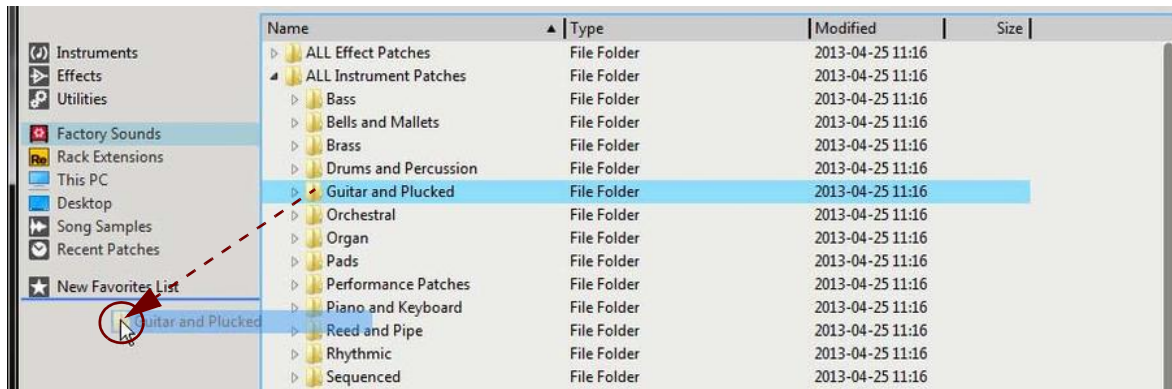 Name Type Modified Size
Instruments
Effects
Utilities
Factory Sounds
Re Rack Extensions
This PC
Desktop
Song Samples
Recent Patches
New Favorites List
Guitar and Plucked
ALL Effect Patches File Folder 2013-04-25 11:16
ALL Instrument Patches File Folder 2013-04-25 11:16
Bass File Folder 2013-04-25 11:16
Bells and Mallets File Folder 2013-04-25 11:16
Brass File Folder 2013-04-25 11:16
Drums and Percussion File Folder 2013-04-25 11:16
Guitar and Plucked File Folder 2013-04-25 11:16
Orchestral File Folder 2013-04-25 11:16
Organ File Folder 2013-04-25 11:16
Pads File Folder 2013-04-25 11:16
Performance Patches File Folder 2013-04-25 11:16
Piano and Keyboard File Folder 2013-04-25 11:16
Reed and Pipe File Folder 2013-04-25 11:16
Rhythmic File Folder 2013-04-25 11:16
Sequenced File Folder 2013-04-25 11:16